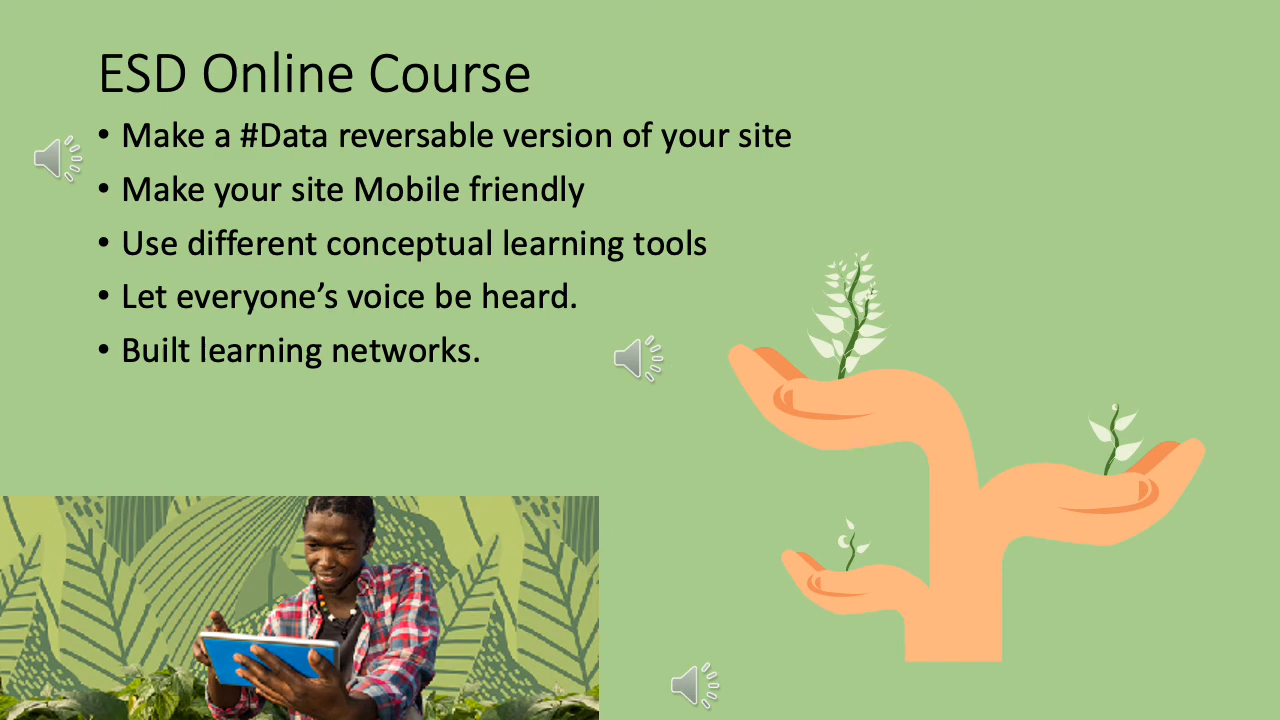 ESD Online Course
• Make a #Data reversable version of your site
• Make your site Mobile friendly
• Use different conceptual learning tools
• Let everyone’s voice be heard.
• Built learning networks.